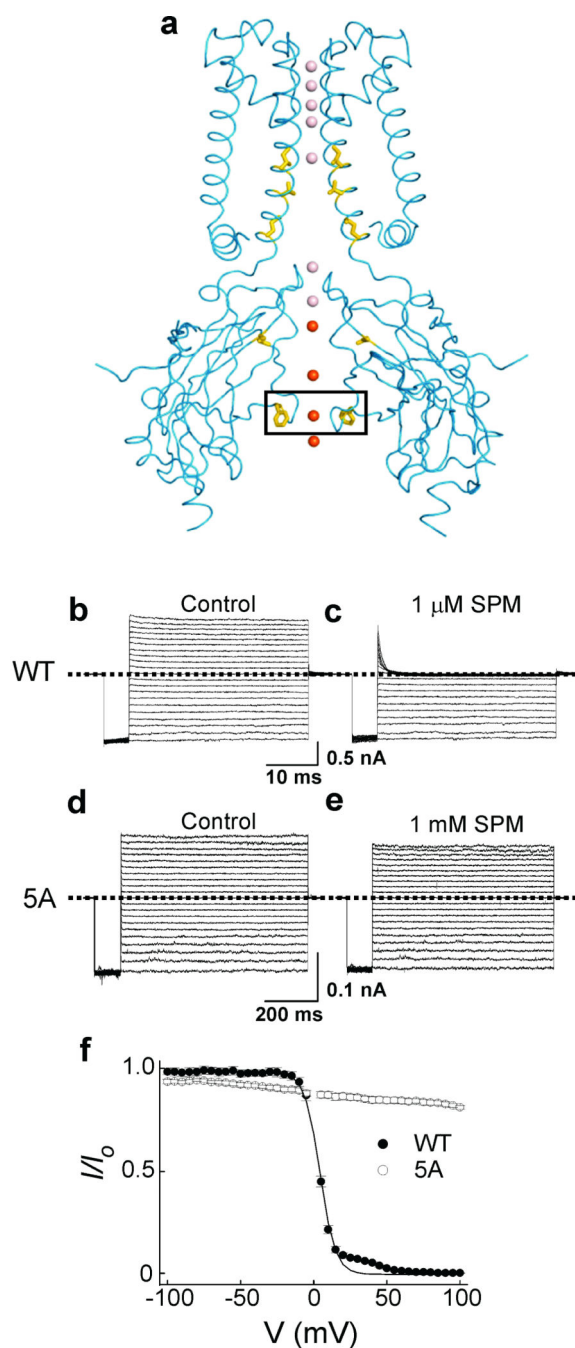 a
b Control c 1 μM SPM
WT
0.5 nA
10 ms
d Control e 1 mM SPM
5A
0.1 nA
200 ms
f
1.0
0.5
0
I/Io
WT
5A
-100 -50 0 50 100
V (mV)